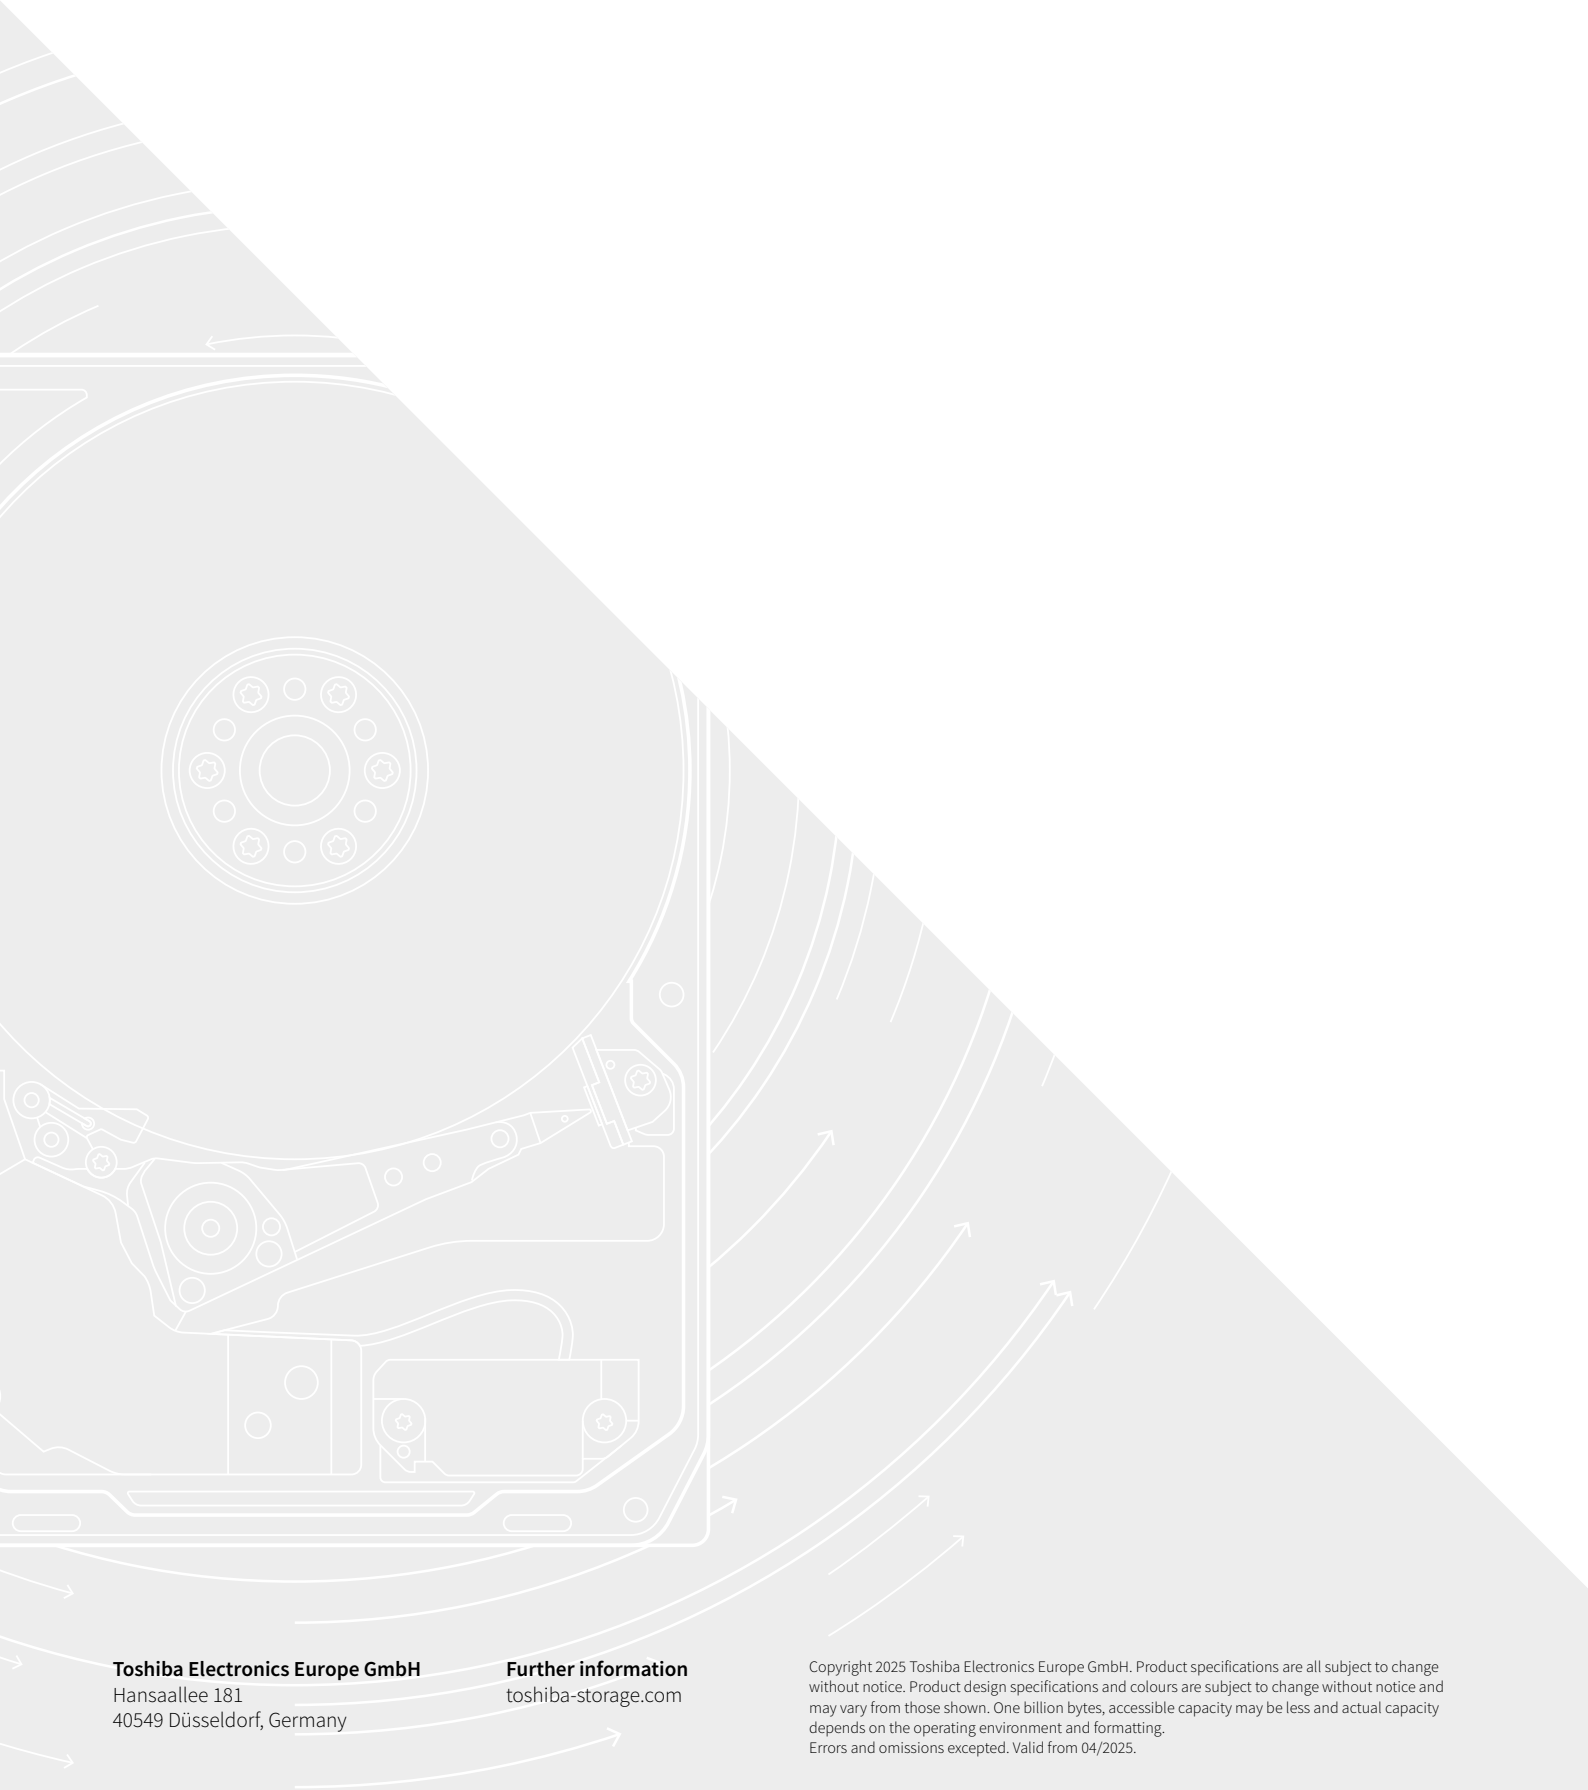 Toshiba Electronics Europe GmbH
Hansaallee 181
40549 Düsseldorf, Germany
Further information
toshiba-storage.com
Copyright 2025 Toshiba Electronics Europe GmbH. Product specifications are all subject to change
without notice. Product design specifications and colours are subject to change without notice and
may vary from those shown. One billion bytes, accessible capacity may be less and actual capacity
depends on the operating environment and formatting.
Errors and omissions excepted. Valid from 04/2025.